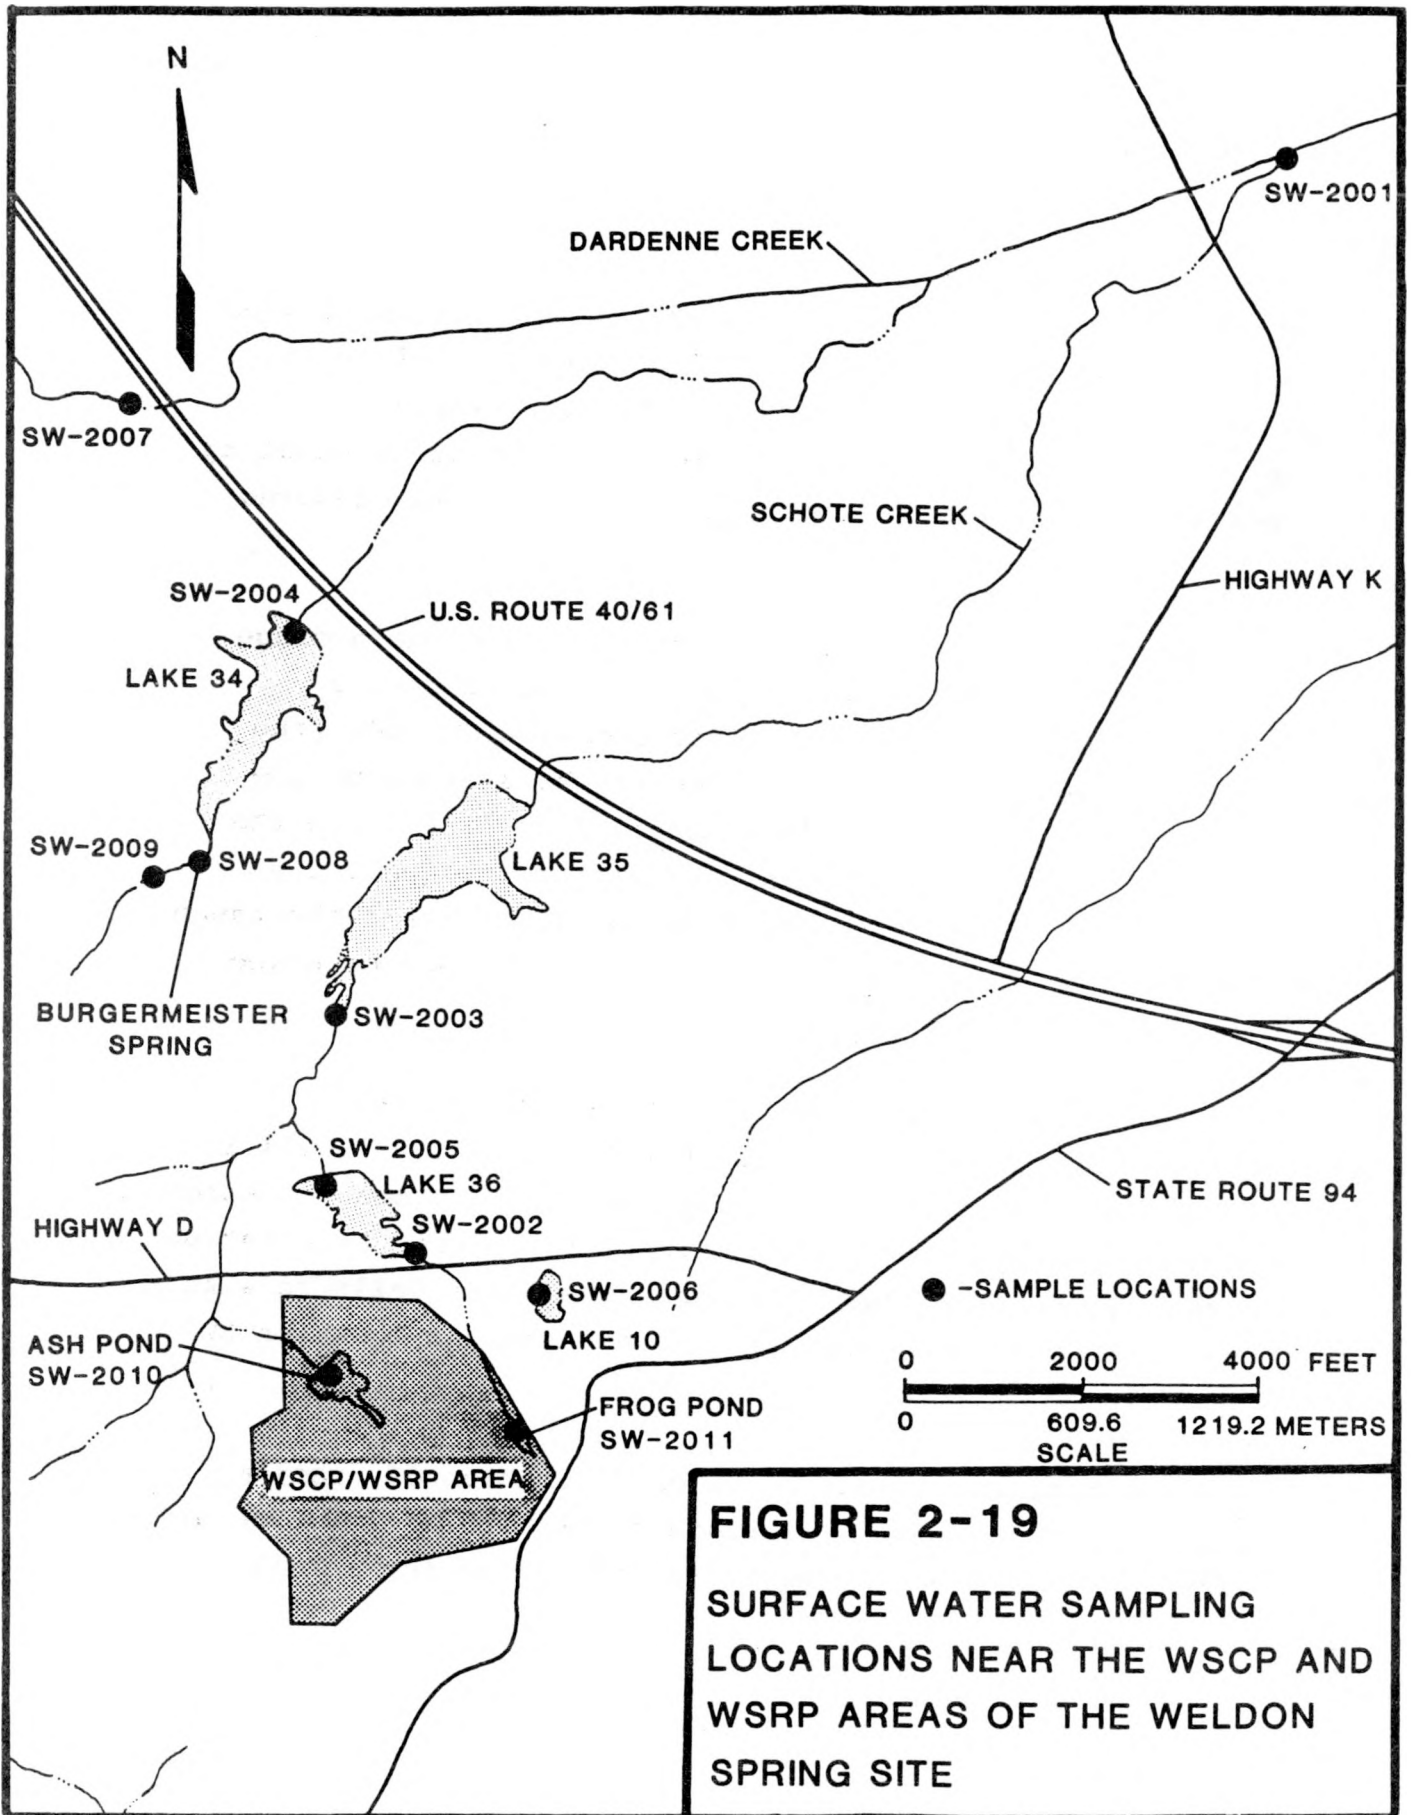 N
SW-2001
DARDENNE CREEK
SW-2007
SCHOTE CREEK
HIGHWAY K
SW-2004
U.S. ROUTE 40/61
LAKE 34
SW-2009
SW-2008
LAKE 35
BURGERMEISTER
SPRING
SW-2003
SW-2005
LAKE 36
STATE ROUTE 94
HIGHWAY D
SW-2002
SW-2006
LAKE 10
-SAMPLE LOCATIONS
ASH POND
SW-2010
0 2000 4000 FEET
0 609.6 1219.2 METERS
SCALE
FROG POND
SW-2011
WSCP/WSRP AREA
FIGURE 2-19
SURFACE WATER SAMPLING
LOCATIONS NEAR THE WSCP AND
WSRP AREAS OF THE WELDON
SPRING SITE